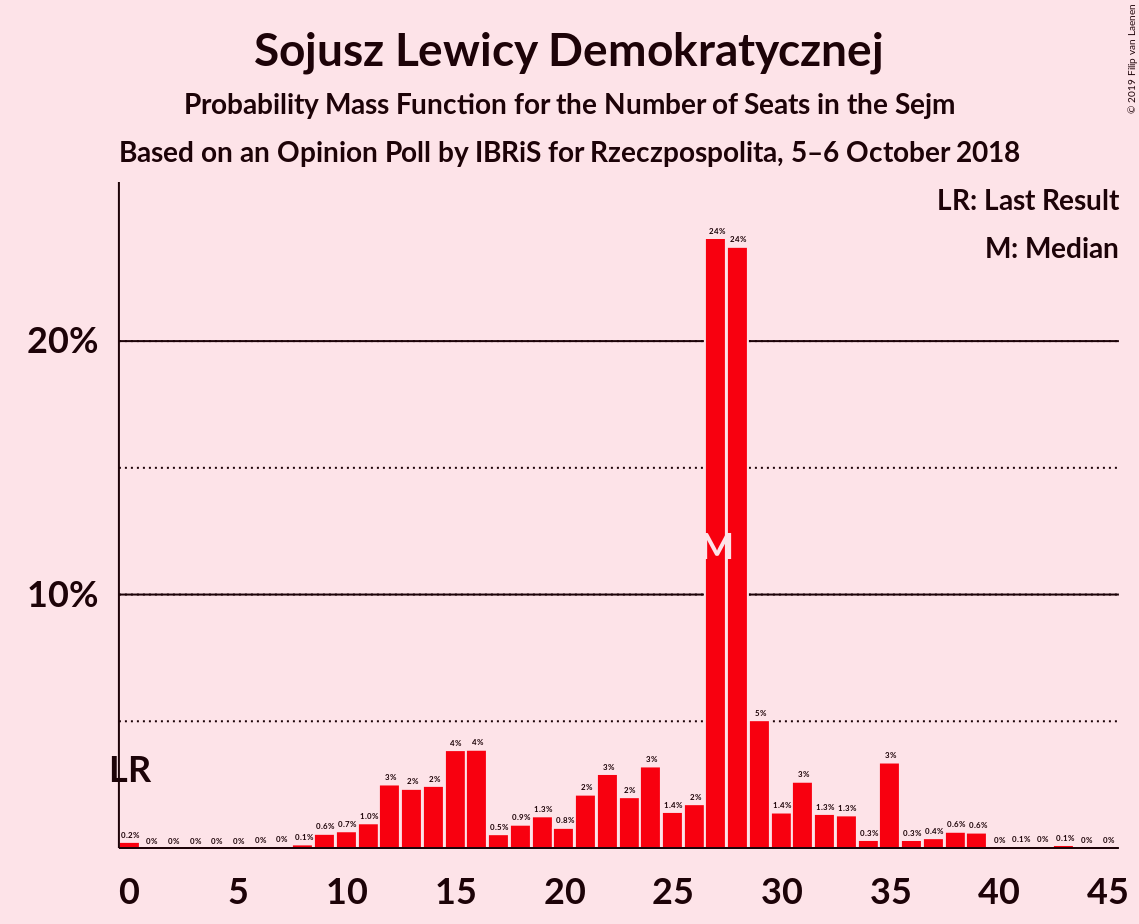 Sojusz Lewicy Demokratycznej
Probability Mass Function for the Number of Seats in the Sejm
Based on an Opinion Poll by IBRiS for Rzeczpospolita, 5–6 October 2018
© 2019 Filip van Laenen
LR: Last Result
M: Median
24% 24%
20%
M
10%
5%
LR
0.2% 0% 0% 0% 0% 0% 0% 0% 0.1% 0.6% 0.7% 1.0% 3% 2% 2% 4% 4% 0.5% 0.9% 1.3% 0.8% 2% 3% 2% 3% 1.4% 2% 1.4% 3% 1.3% 1.3% 0.3% 3% 0.3% 0.4% 0.6% 0.6% 0% 0.1% 0% 0.1% 0% 0%
0 5 10 15 20 25 30 35 40 45